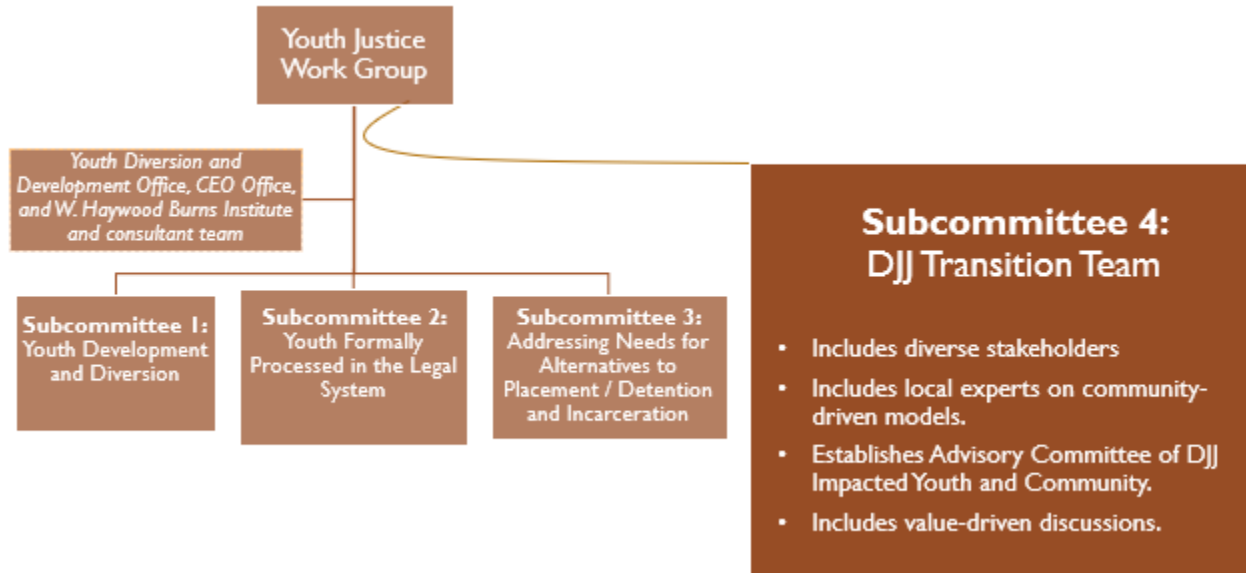 Youth Justice
Work Group
Youth Diversion and
Development Office, CEO Office,
and W. Haywood Burns Institute
and consultant team
Subcommittee 1:
Youth Development
and Diversion
Subcommittee 2:
Youth Formally
Processed in the Legal
System
Subcommittee 3:
Addressing Needs for
Alternatives to
Placement / Detention
and Incarceration
Subcommittee 4:
DJJ Transition Team
• Includes diverse stakeholders
• Includes local experts on community-
driven models.
• Establishes Advisory Committee of DJJ
Impacted Youth and Community.
• Includes value-driven discussions.